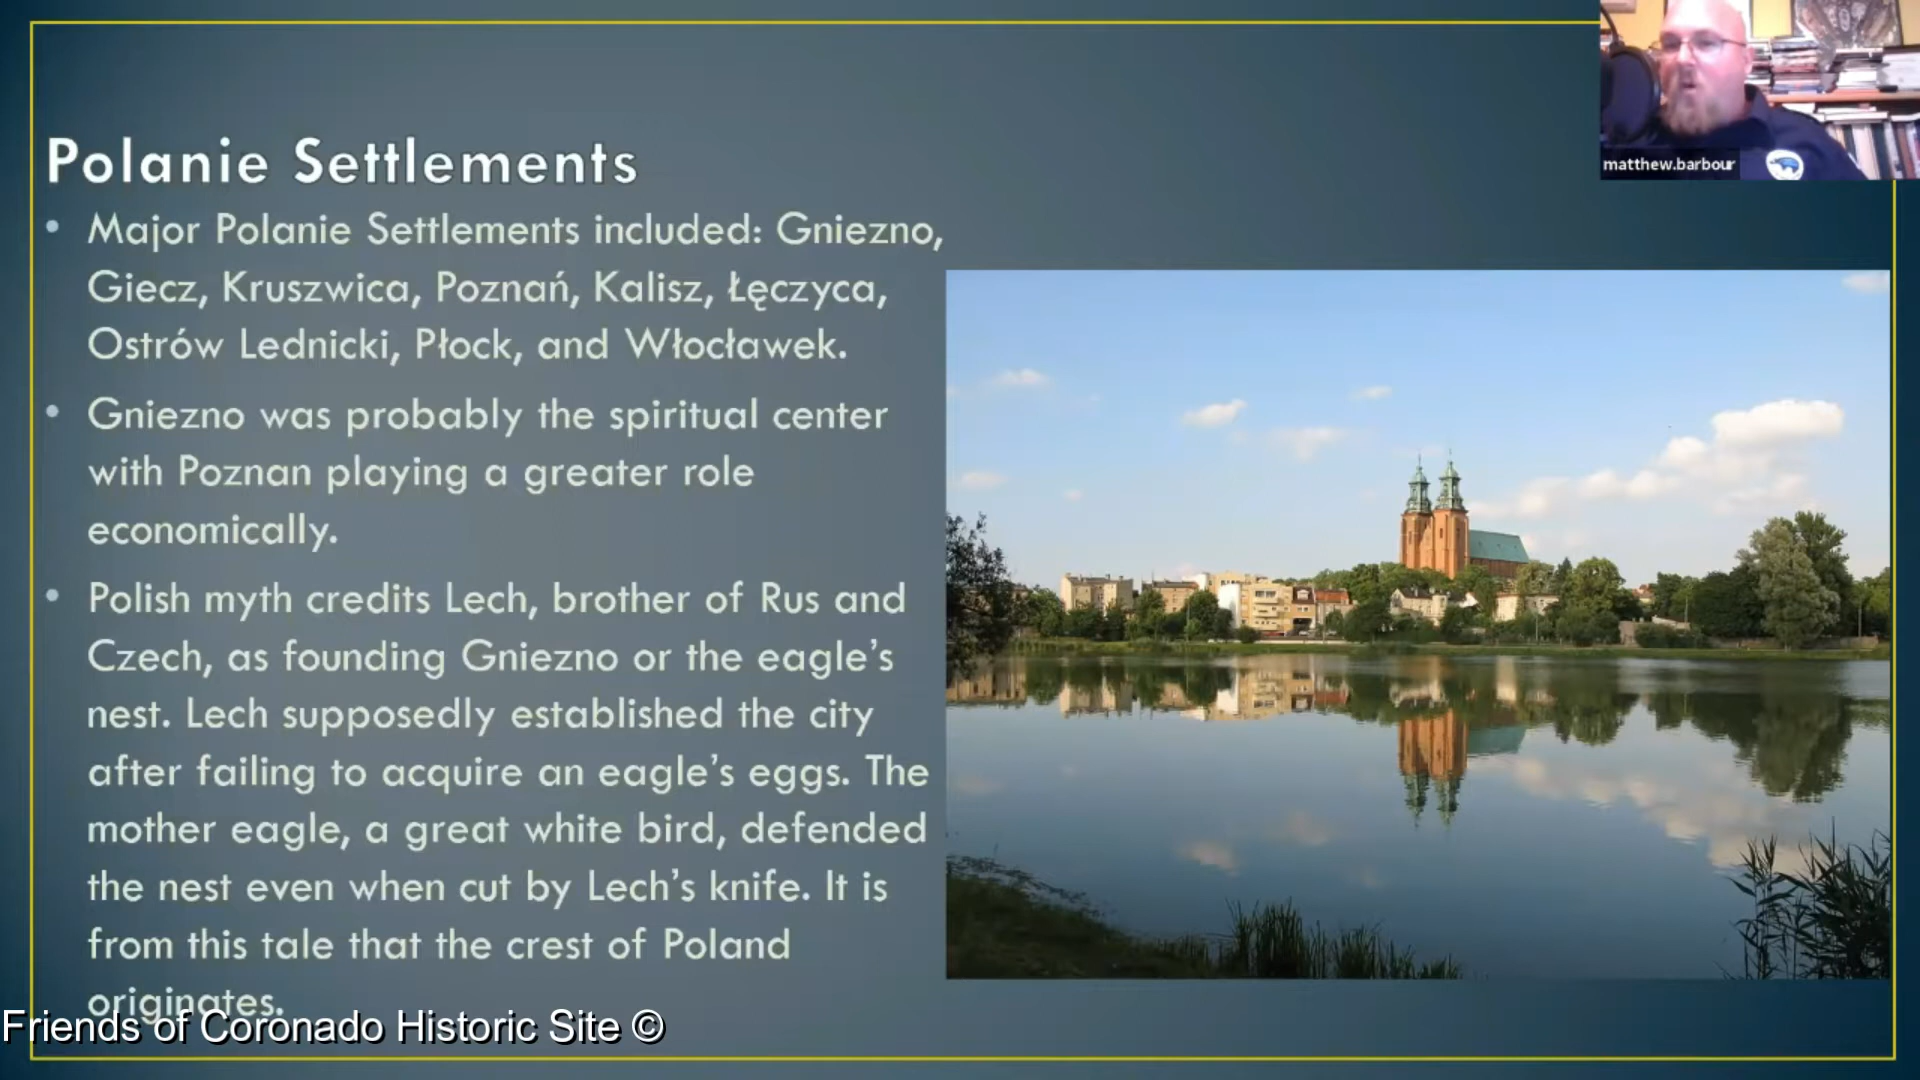 matthew.barbour
Polanie Settlements
• Major Polanie Settlements included: Gniezno,
Giecz, Kruszwica, Poznań, Kalisz, Łęczyca,
Ostrów Lednicki, Płock, and Włocławek.
• Gniezno was probably the spiritual center
with Poznan playing a greater role
economically.
• Polish myth credits Lech, brother of Rus and
Czech, as founding Gniezno or the eagle’s
nest. Lech supposedly established the city
after failing to acquire an eagle’s eggs. The
mother eagle, a great white bird, defended
the nest even when cut by Lech’s knife. It is
from this tale that the crest of Poland
originates.
Friends of Coronado Historic Site ©